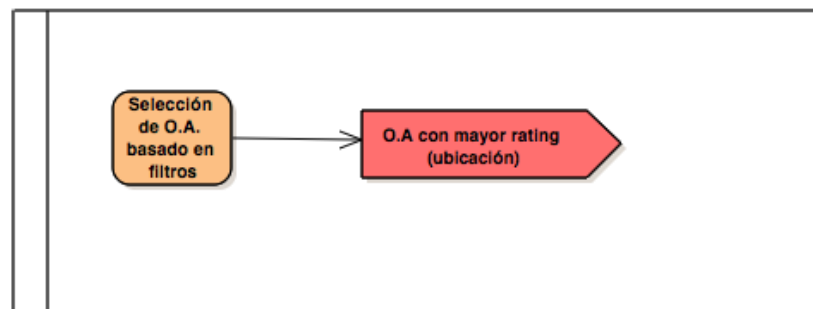 Selección
de O.A.
basado en
filtros
O.A con mayor rating
(ubicación)